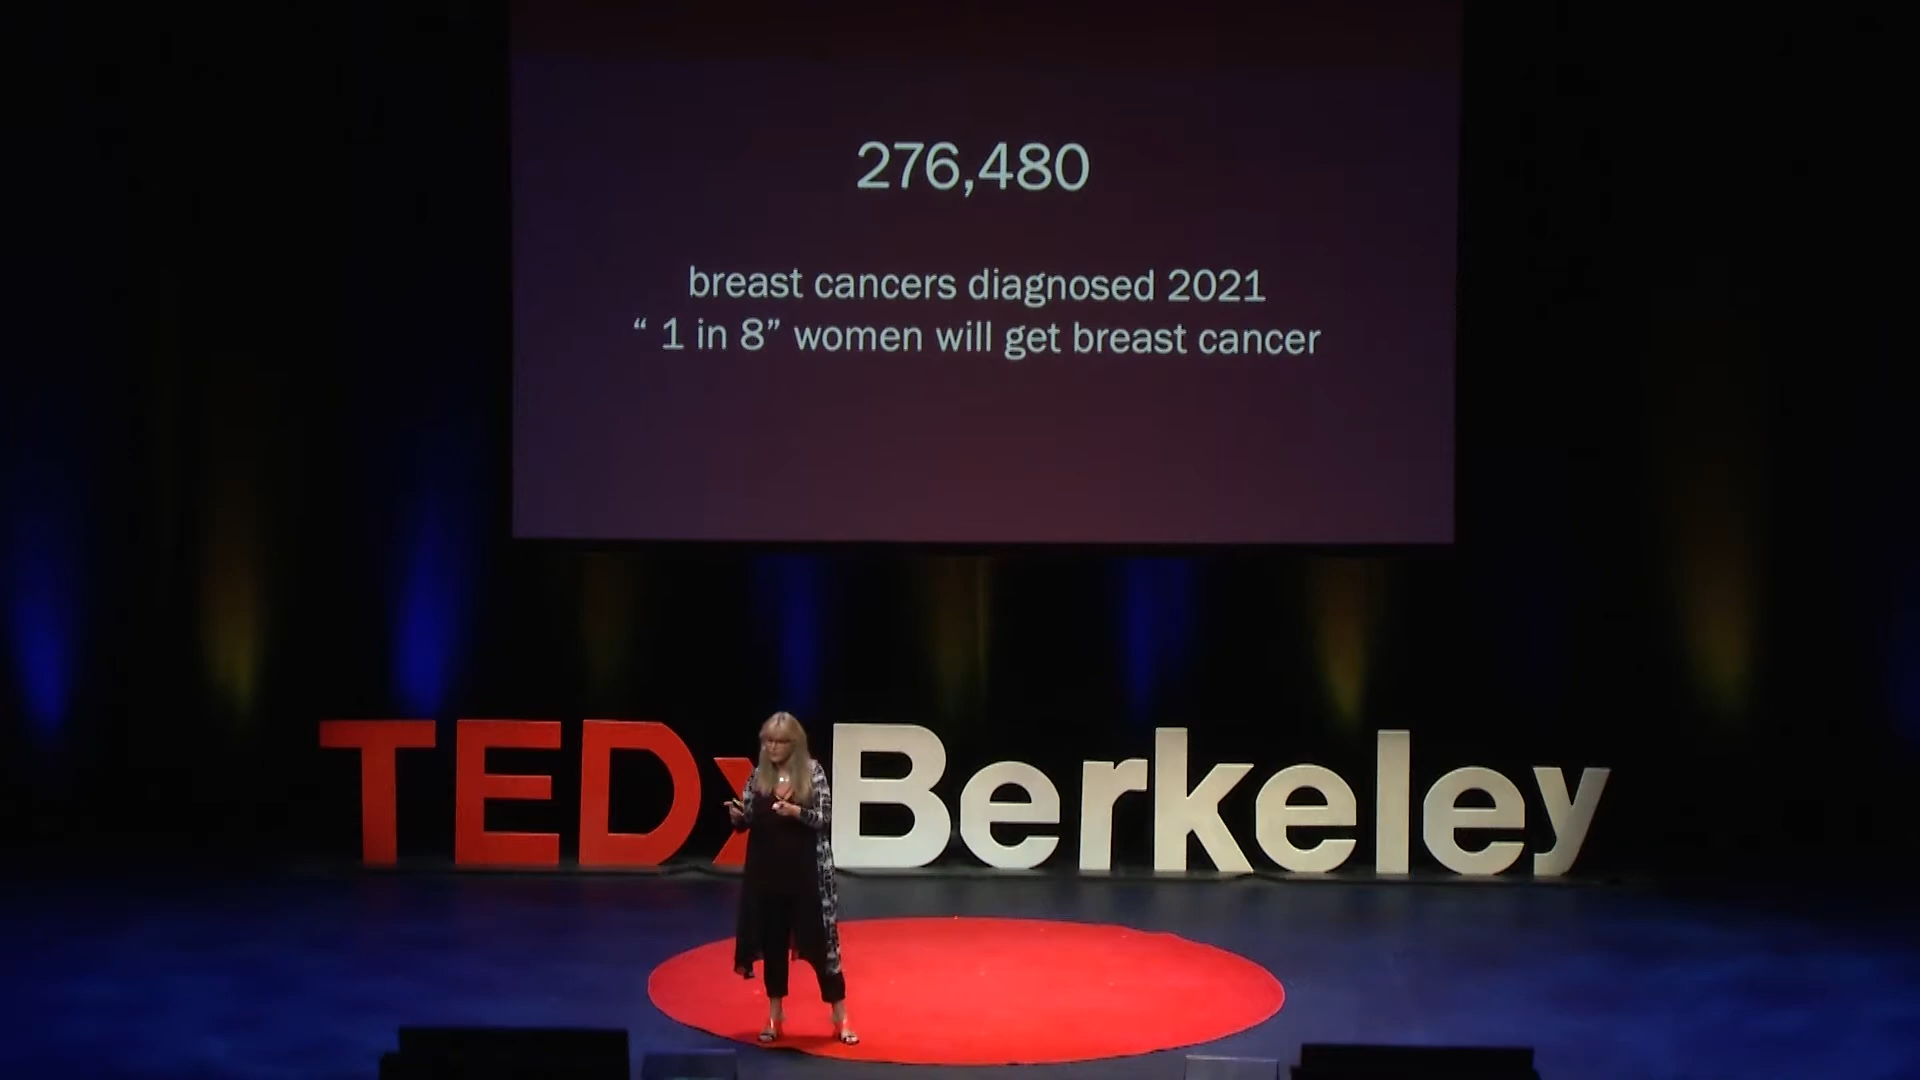 276,480
breast cancers diagnosed 2021
“ 1 in 8” women will get breast cancer
TEDxBerkeley